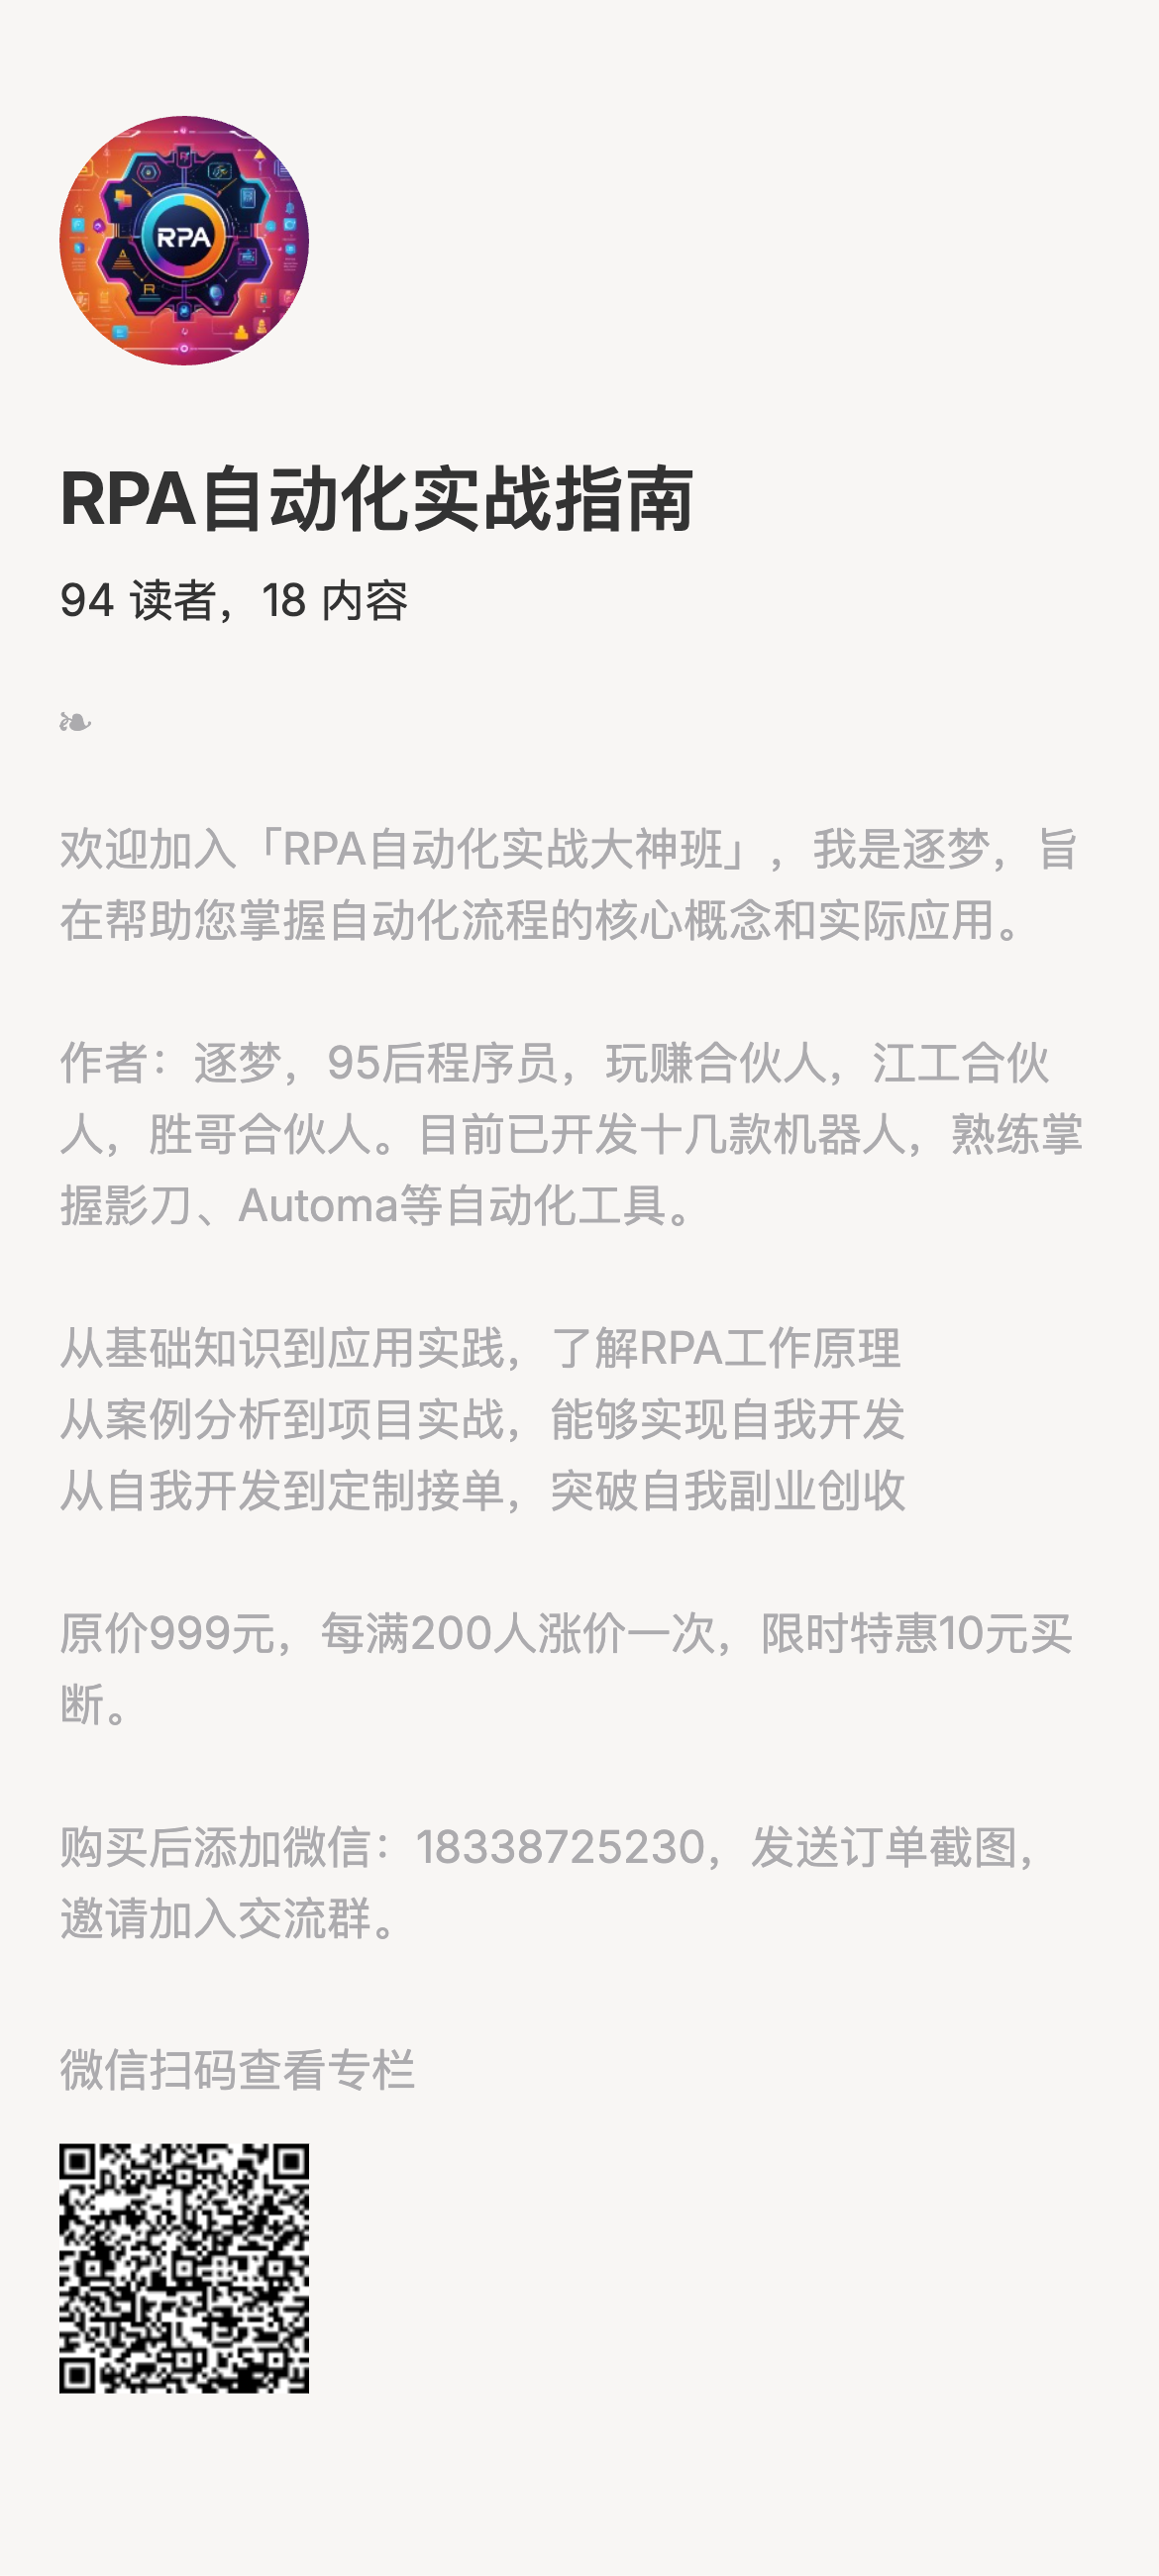 RPA
RPA自动化实战指南
94 读者，18 内容
❧
欢迎加入「RPA自动化实战大神班」，我是逐梦，旨
在帮助您掌握自动化流程的核心概念和实际应用。
作者：逐梦，95后程序员，玩赚合伙人，江工合伙
人，胜哥合伙人。目前已开发十几款机器人，熟练掌
握影刀、Automa等自动化工具。
从基础知识到应用实践，了解RPA工作原理
从案例分析到项目实战，能够实现自我开发
从自我开发到定制接单，突破自我副业创收
原价999元，每满200人涨价一次，限时特惠10元买
断。
购买后添加微信：18338725230，发送订单截图，
邀请加入交流群。
微信扫码查看专栏